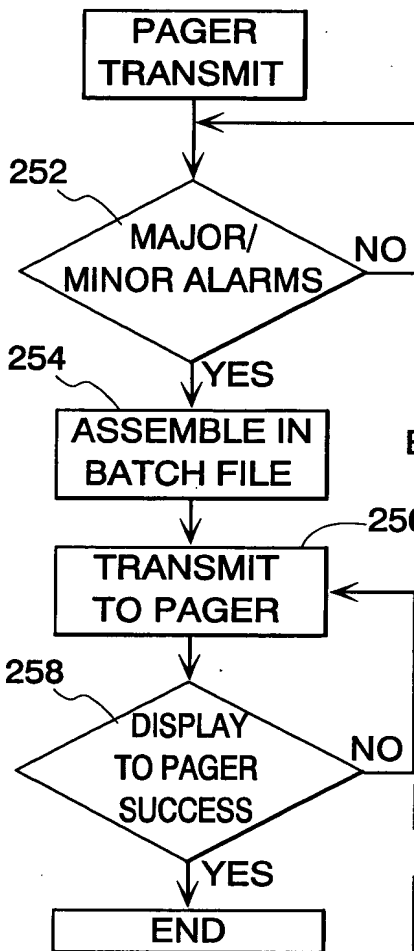 PAGER
TRANSMIT
252
MAJOR/
MINOR ALARMS
NO
YES
254
ASSEMBLE IN
BATCH FILE
256
TRANSMIT
TO PAGER
258
DISPLAY
TO PAGER
SUCCESS
NO
YES
END